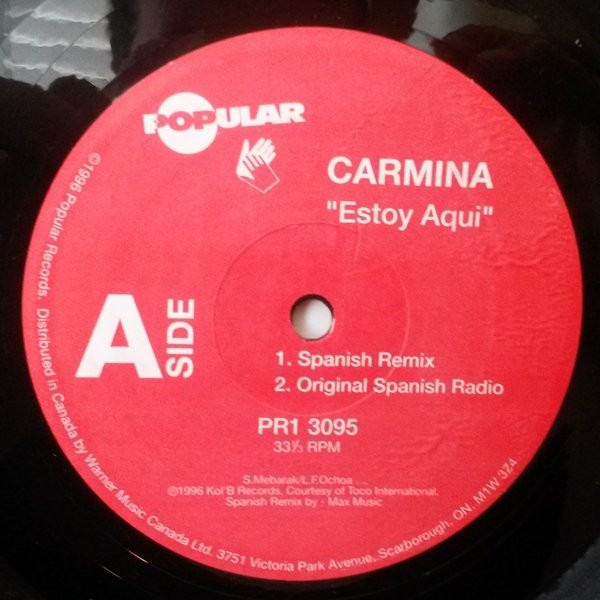 POPULAR
CARMINA
"Estoy Aqui"
A
SIDE
1. Spanish Remix
2. Original Spanish Radio
PR1 3095
33⅓ RPM
S.Mebarak/L.F.Ochoa
℗1996 Kol'B Records, Courtesy of Toco International.
Spanish Remix by - Max Music
©1996 Popular Records. Distributed in Canada by Warner Music Canada Ltd. 3751 Victoria Park Avenue, Scarborough, ON. M1W 3Z4